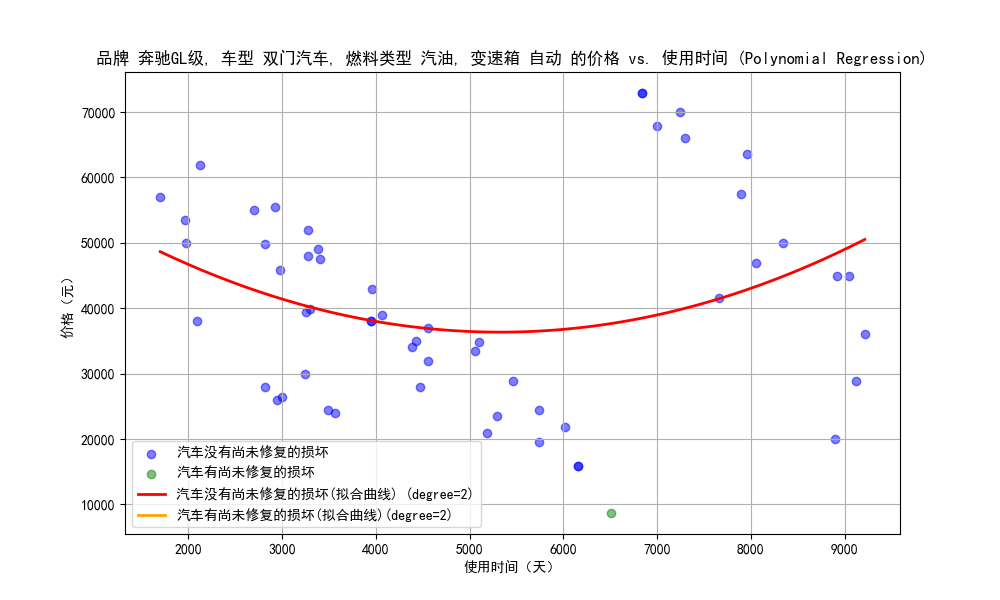 品牌 奔驰GL级, 车型 双门汽车, 燃料类型 汽油, 变速箱 自动 的价格 vs. 使用时间 (Polynomial Regression)
70000
60000
50000
40000
30000
20000
10000
价格（元）
汽车没有尚未修复的损坏
汽车有尚未修复的损坏
汽车没有尚未修复的损坏(拟合曲线) (degree=2)
汽车有尚未修复的损坏(拟合曲线)(degree=2)
2000 3000 4000 5000 6000 7000 8000 9000
使用时间（天）